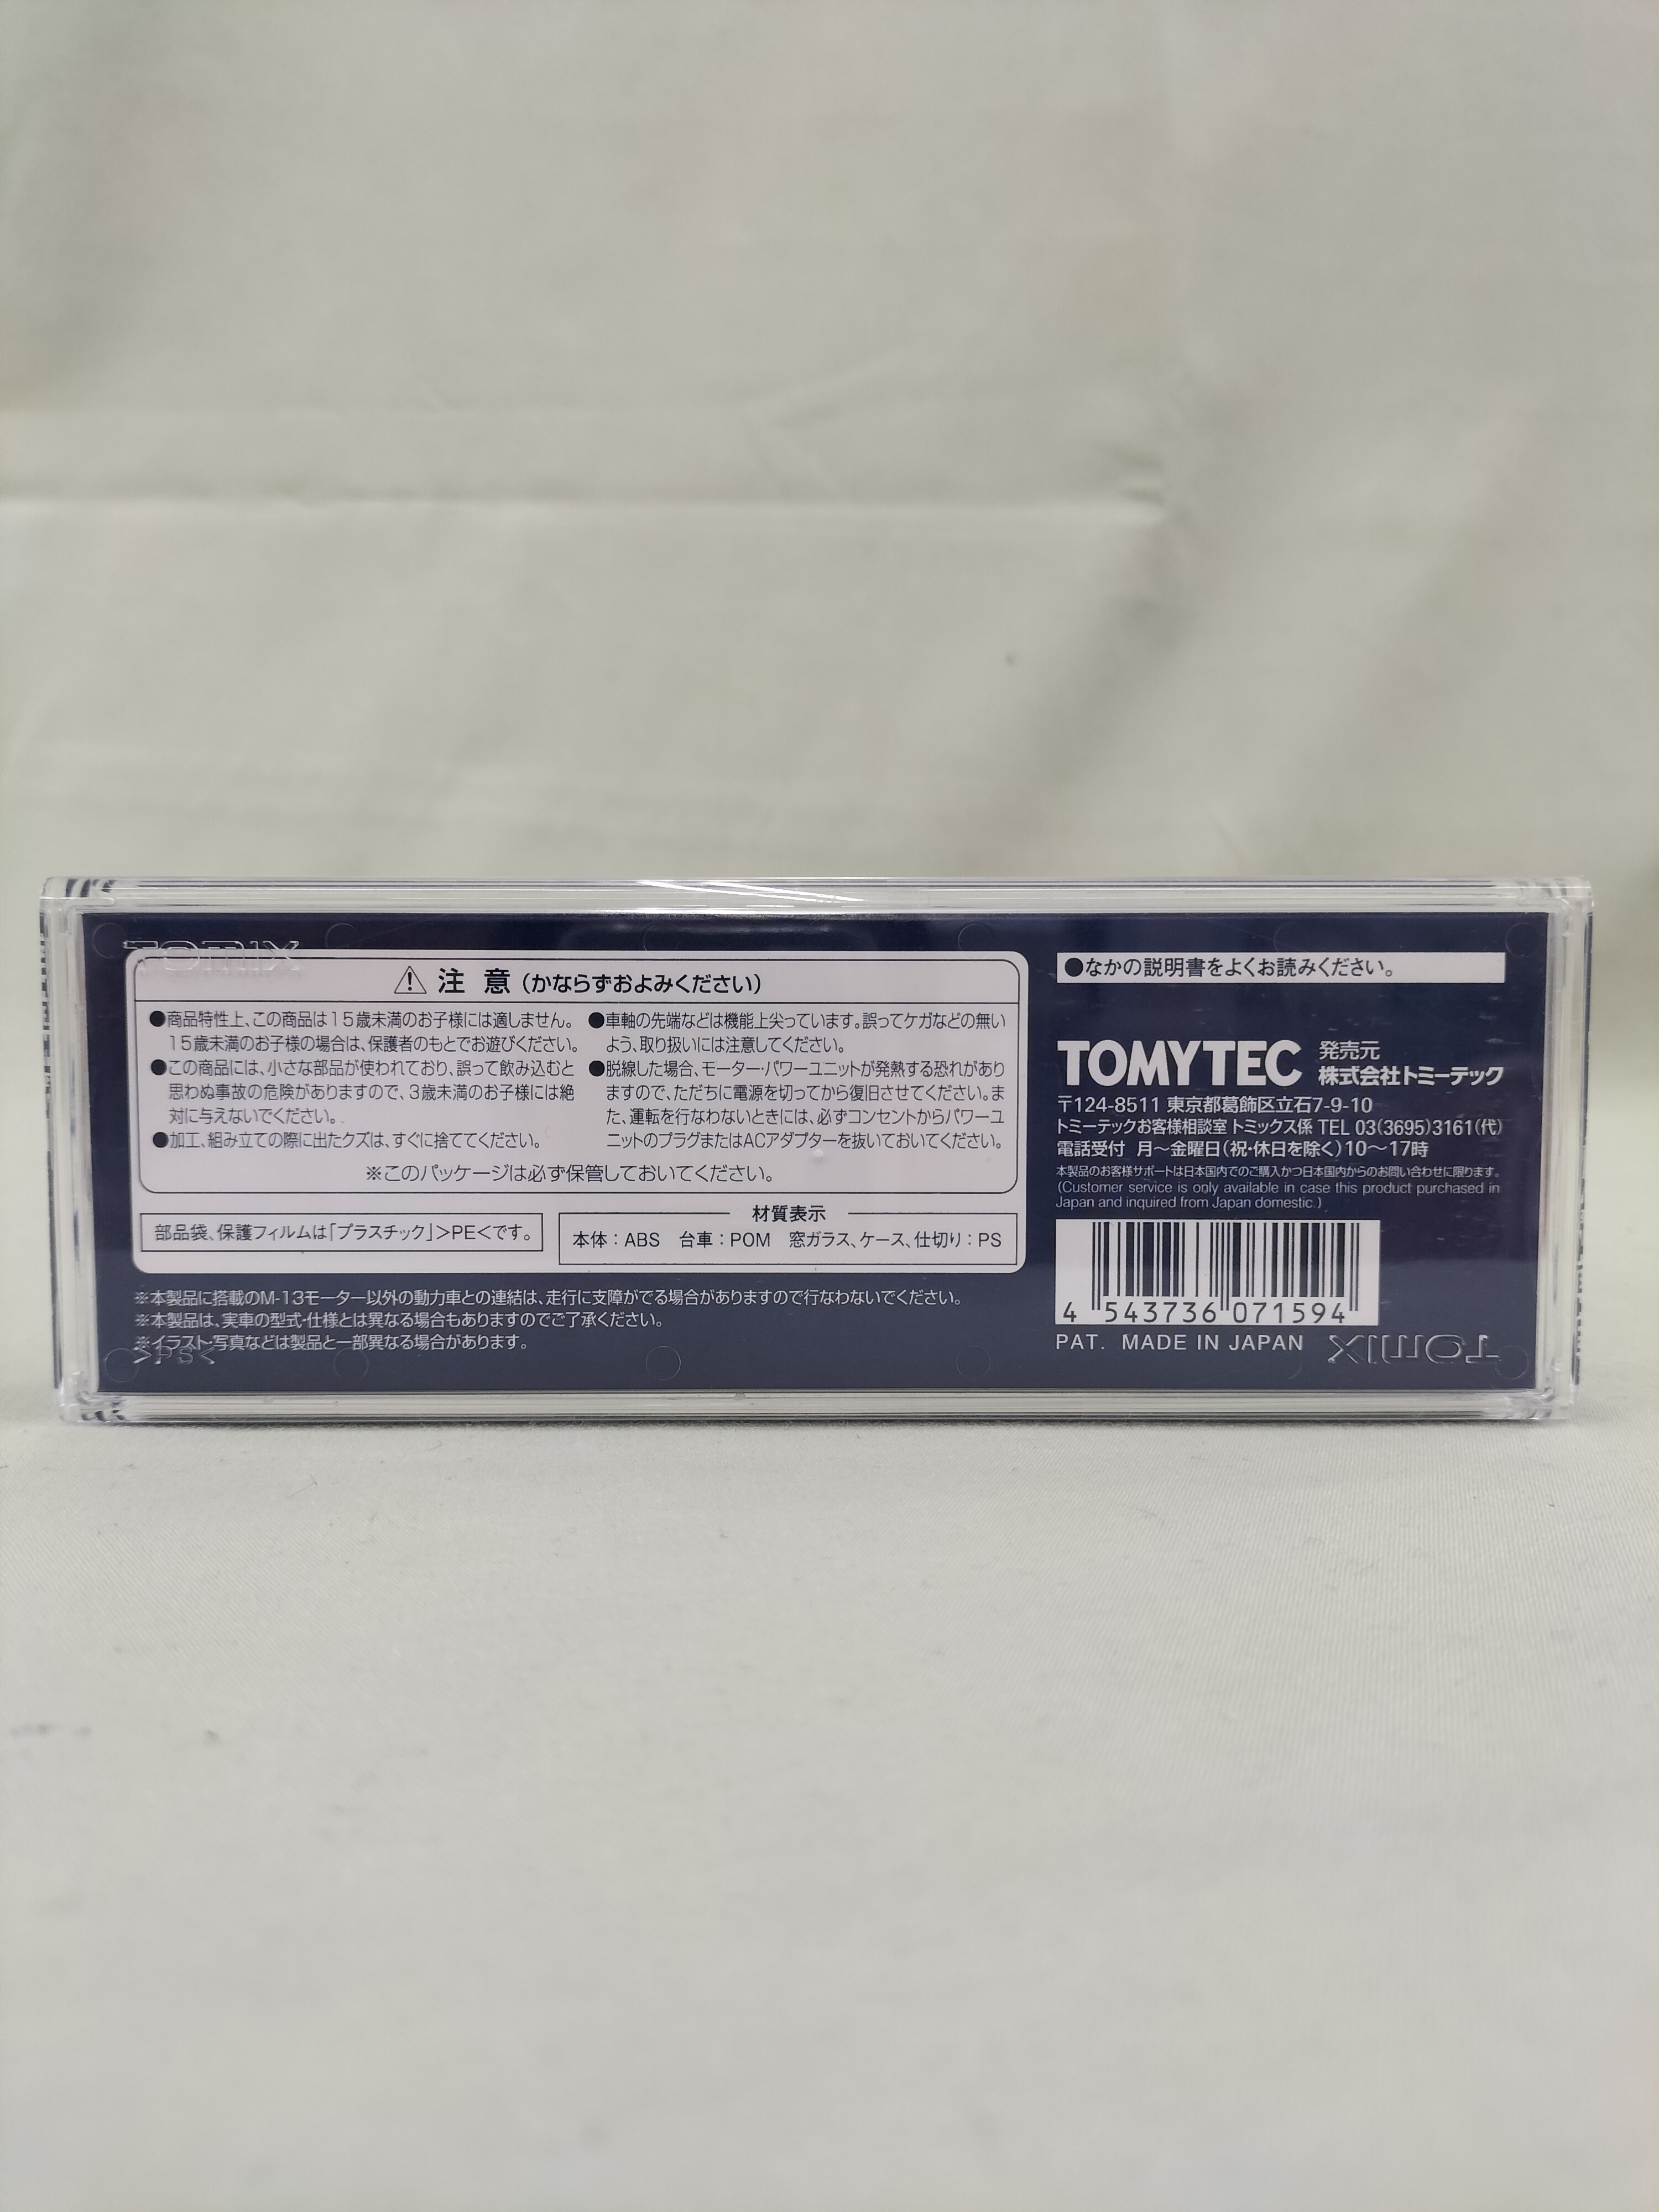 TOMIX
⚠ 注 意 (かならずおよみください)
●商品特性上、この商品は15歳未満のお子様には適しません。
15歳未満のお子様の場合は、保護者のもとでお遊びください。
●この商品には、小さな部品が使われており、誤って飲み込むと
思わぬ事故の危険がありますので、3歳未満のお子様には絶
対に与えないでください。
●加工、組み立ての際に出たクズは、すぐに捨ててください。
●車軸の先端などは機能上尖っています。誤ってケガなどの無い
よう、取り扱いには注意してください。
●脱線した場合、モーター・パワーユニットが発熱する恐れがあり
ますので、ただちに電源を切ってから復旧させてください。ま
た、運転を行なわないときには、必ずコンセントからパワーユ
ニットのプラグまたはACアダプターを抜いておいてください。
※このパッケージは必ず保管しておいてください。
部品袋、保護フィルムは「プラスチック」>PE<です。
材質表示
本体：ABS 台車：POM 窓ガラス、ケース、仕切り：PS
※本製品に搭載のM-13モーター以外の動力車との連結は、走行に支障がでる場合がありますので行なわないでください。
※本製品は、実車の型式・仕様とは異なる場合もありますのでご了承ください。
※イラスト・写真などは製品と一部異なる場合があります。
>PS<
●なかの説明書をよくお読みください。
TOMYTEC 発売元
株式会社トミーテック
〒124-8511 東京都葛飾区立石7-9-10
トミーテックお客様相談室 トミックス係 TEL 03(3695)3161(代)
電話受付 月～金曜日(祝・休日を除く)10～17時
本製品のお客様サポートは日本国内でのご購入かつ日本国内からのお問い合わせに限ります。
(Customer service is only available in case this product purchased in
Japan and inquired from Japan domestic.)
4 543736 071594
PAT. MADE IN JAPAN
TOMIX